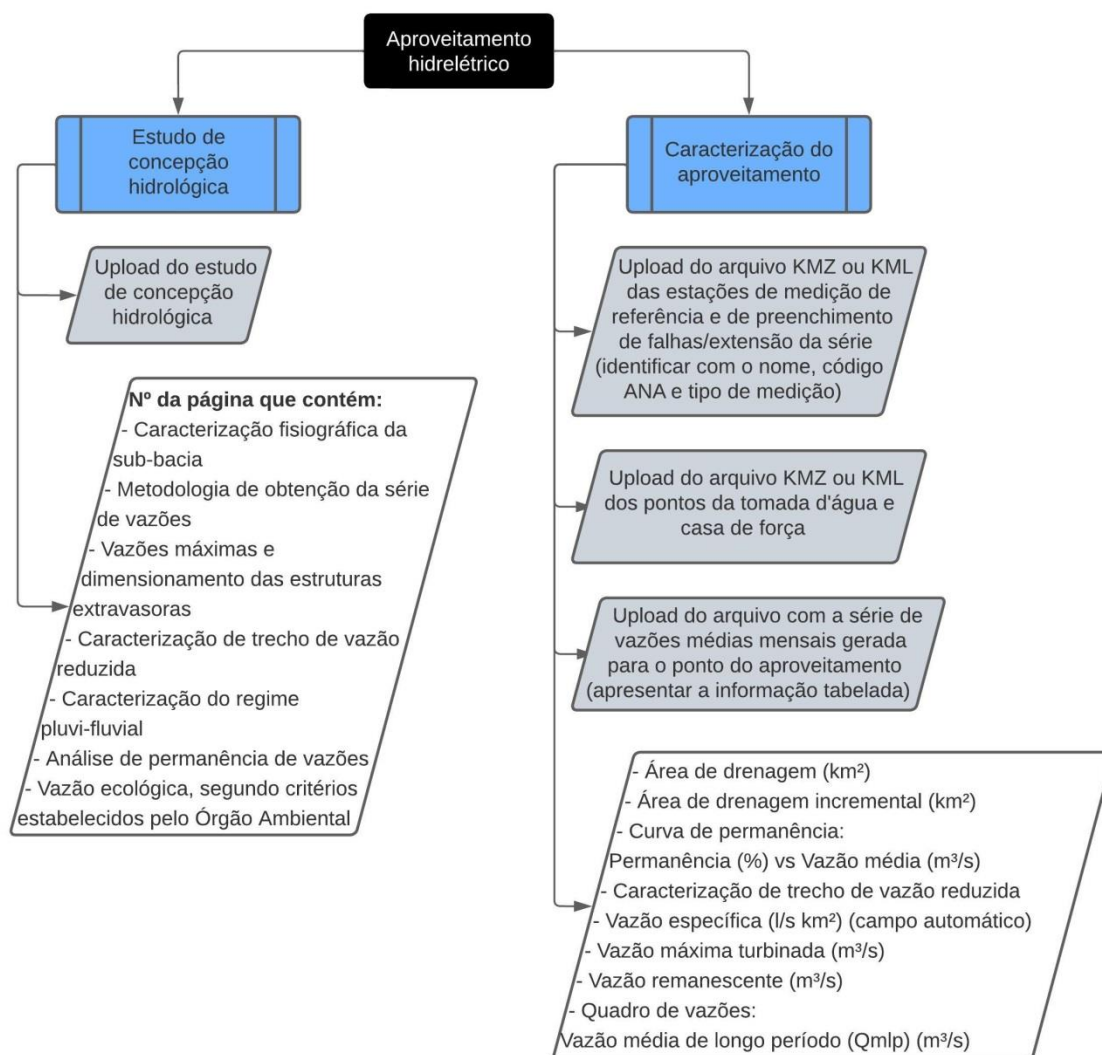 Aproveitamento
hidrelétrico
Estudo de
concepção
hidrológica
Upload do estudo
de concepção
hidrológica
Nº da página que contém:
- Caracterização fisiográfica da
sub-bacia
- Metodologia de obtenção da série
de vazões
- Vazões máximas e
dimensionamento das estruturas
extravasoras
- Caracterização de trecho de vazão
reduzida
- Caracterização do regime
pluvi-fluvial
- Análise de permanência de vazões
- Vazão ecológica, segundo critérios
estabelecidos pelo Órgão Ambiental
Caracterização do
aproveitamento
Upload do arquivo KMZ ou KML
das estações de medição de
referência e de preenchimento
de falhas/extensão da série
(identificar com o nome, código
ANA e tipo de medição)
Upload do arquivo KMZ ou KML
dos pontos da tomada d'água e
casa de força
Upload do arquivo com a série de
vazões médias mensais gerada
para o ponto do aproveitamento
(apresentar a informação tabelada)
- Área de drenagem (km²)
- Área de drenagem incremental (km²)
- Curva de permanência:
Permanência (%) vs Vazão média (m³/s)
- Caracterização de trecho de vazão reduzida
- Vazão específica (l/s km²) (campo automático)
- Vazão máxima turbinada (m³/s)
- Vazão remanescente (m³/s)
- Quadro de vazões:
Vazão média de longo período (Qmlp) (m³/s)